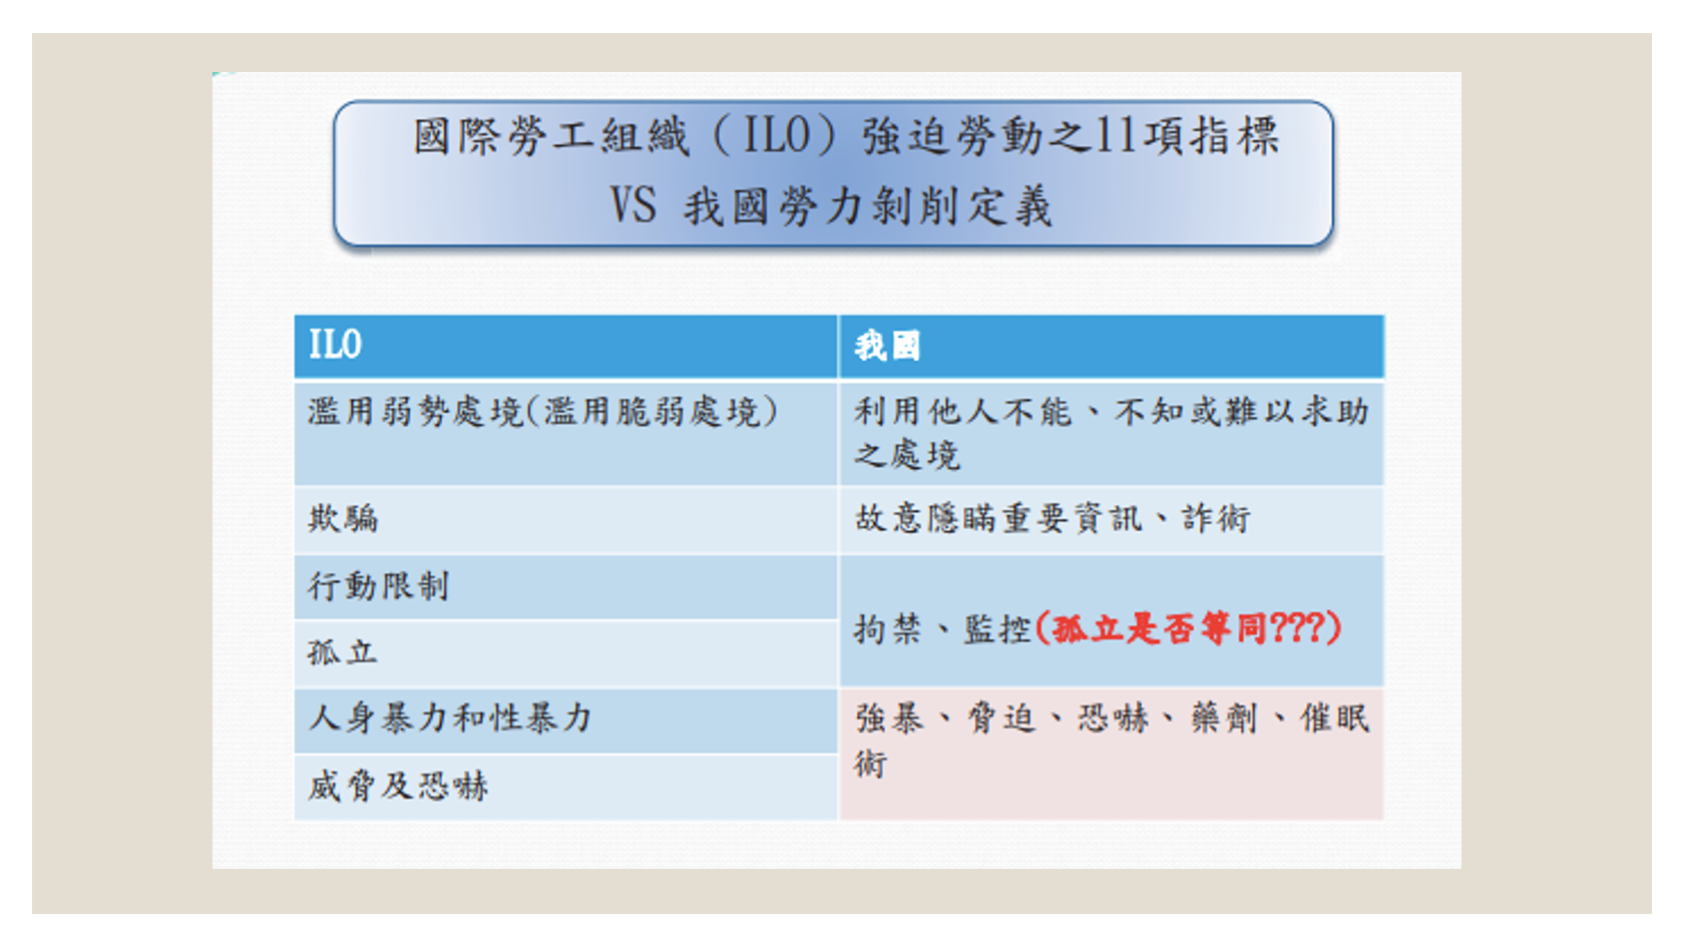 國際勞工組織（ILO）強迫勞動之11項指標
VS 我國勞力剝削定義
ILO
我國
濫用弱勢處境(濫用脆弱處境)
利用他人不能、不知或難以求助
之處境
欺騙
故意隱瞞重要資訊、詐術
行動限制
孤立
拘禁、監控(孤立是否等同???)
人身暴力和性暴力
威脅及恐嚇
強暴、脅迫、恐嚇、藥劑、催眠
術